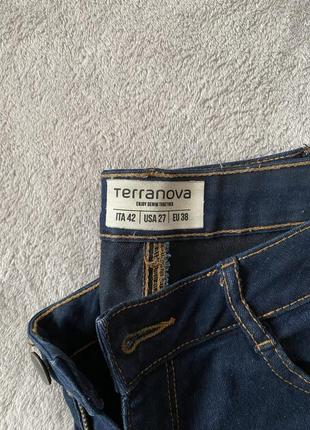 Terranova
ENJOY DENIM TOGETHER
ITA 42 USA 27 EU 38